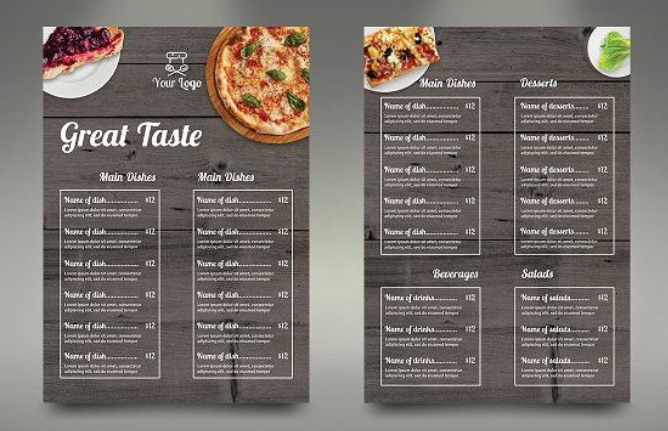 Your Logo
Great Taste
Main Dishes
Name of dish................ $12
Lorem ipsum dolor sit amet, consectetur
adipiscing elit, sed do eiusmod tempor
Name of dish................ $12
Lorem ipsum dolor sit amet, consectetur
adipiscing elit, sed do eiusmod tempor
Name of dish................ $12
Lorem ipsum dolor sit amet, consectetur
adipiscing elit, sed do eiusmod tempor
Name of dish................ $12
Lorem ipsum dolor sit amet, consectetur
adipiscing elit, sed do eiusmod tempor
Name of dish................ $12
Lorem ipsum dolor sit amet, consectetur
adipiscing elit, sed do eiusmod tempor
Name of dish................ $12
Lorem ipsum dolor sit amet, consectetur
adipiscing elit, sed do eiusmod tempor
Main Dishes
Name of dish................ $12
Lorem ipsum dolor sit amet, consectetur
adipiscing elit, sed do eiusmod tempor
Name of dish................ $12
Lorem ipsum dolor sit amet, consectetur
adipiscing elit, sed do eiusmod tempor
Name of dish................ $12
Lorem ipsum dolor sit amet, consectetur
adipiscing elit, sed do eiusmod tempor
Name of dish................ $12
Lorem ipsum dolor sit amet, consectetur
adipiscing elit, sed do eiusmod tempor
Name of dish................ $12
Lorem ipsum dolor sit amet, consectetur
adipiscing elit, sed do eiusmod tempor
Name of dish................ $12
Lorem ipsum dolor sit amet, consectetur
adipiscing elit, sed do eiusmod tempor
Main Dishes
Name of dish................ $12
Lorem ipsum dolor sit amet, consectetur
adipiscing elit, sed do eiusmod tempor
Name of dish................ $12
Lorem ipsum dolor sit amet, consectetur
adipiscing elit, sed do eiusmod tempor
Name of dish................ $12
Lorem ipsum dolor sit amet, consectetur
adipiscing elit, sed do eiusmod tempor
Name of dish................ $12
Lorem ipsum dolor sit amet, consectetur
adipiscing elit, sed do eiusmod tempor
Name of dish................ $12
Lorem ipsum dolor sit amet, consectetur
adipiscing elit, sed do eiusmod tempor
Desserts
Name of desserts....... $12
Lorem ipsum dolor sit amet, consectetur
adipiscing elit, sed do eiusmod tempor
Name of desserts....... $12
Lorem ipsum dolor sit amet, consectetur
adipiscing elit, sed do eiusmod tempor
Name of desserts....... $12
Lorem ipsum dolor sit amet, consectetur
adipiscing elit, sed do eiusmod tempor
Name of desserts....... $12
Lorem ipsum dolor sit amet, consectetur
adipiscing elit, sed do eiusmod tempor
Name of desserts....... $12
Lorem ipsum dolor sit amet, consectetur
adipiscing elit, sed do eiusmod tempor
Beverages
Name of drinks............ $12
Lorem ipsum dolor sit amet, consectetur
adipiscing elit, sed do eiusmod tempor
Name of drinks............ $12
Lorem ipsum dolor sit amet, consectetur
adipiscing elit, sed do eiusmod tempor
Name of drinks............ $12
Lorem ipsum dolor sit amet, consectetur
adipiscing elit, sed do eiusmod tempor
Salads
Name of salads........... $12
Lorem ipsum dolor sit amet, consectetur
adipiscing elit, sed do eiusmod tempor
Name of salads........... $12
Lorem ipsum dolor sit amet, consectetur
adipiscing elit, sed do eiusmod tempor
Name of salads........... $12
Lorem ipsum dolor sit amet, consectetur
adipiscing elit, sed do eiusmod tempor